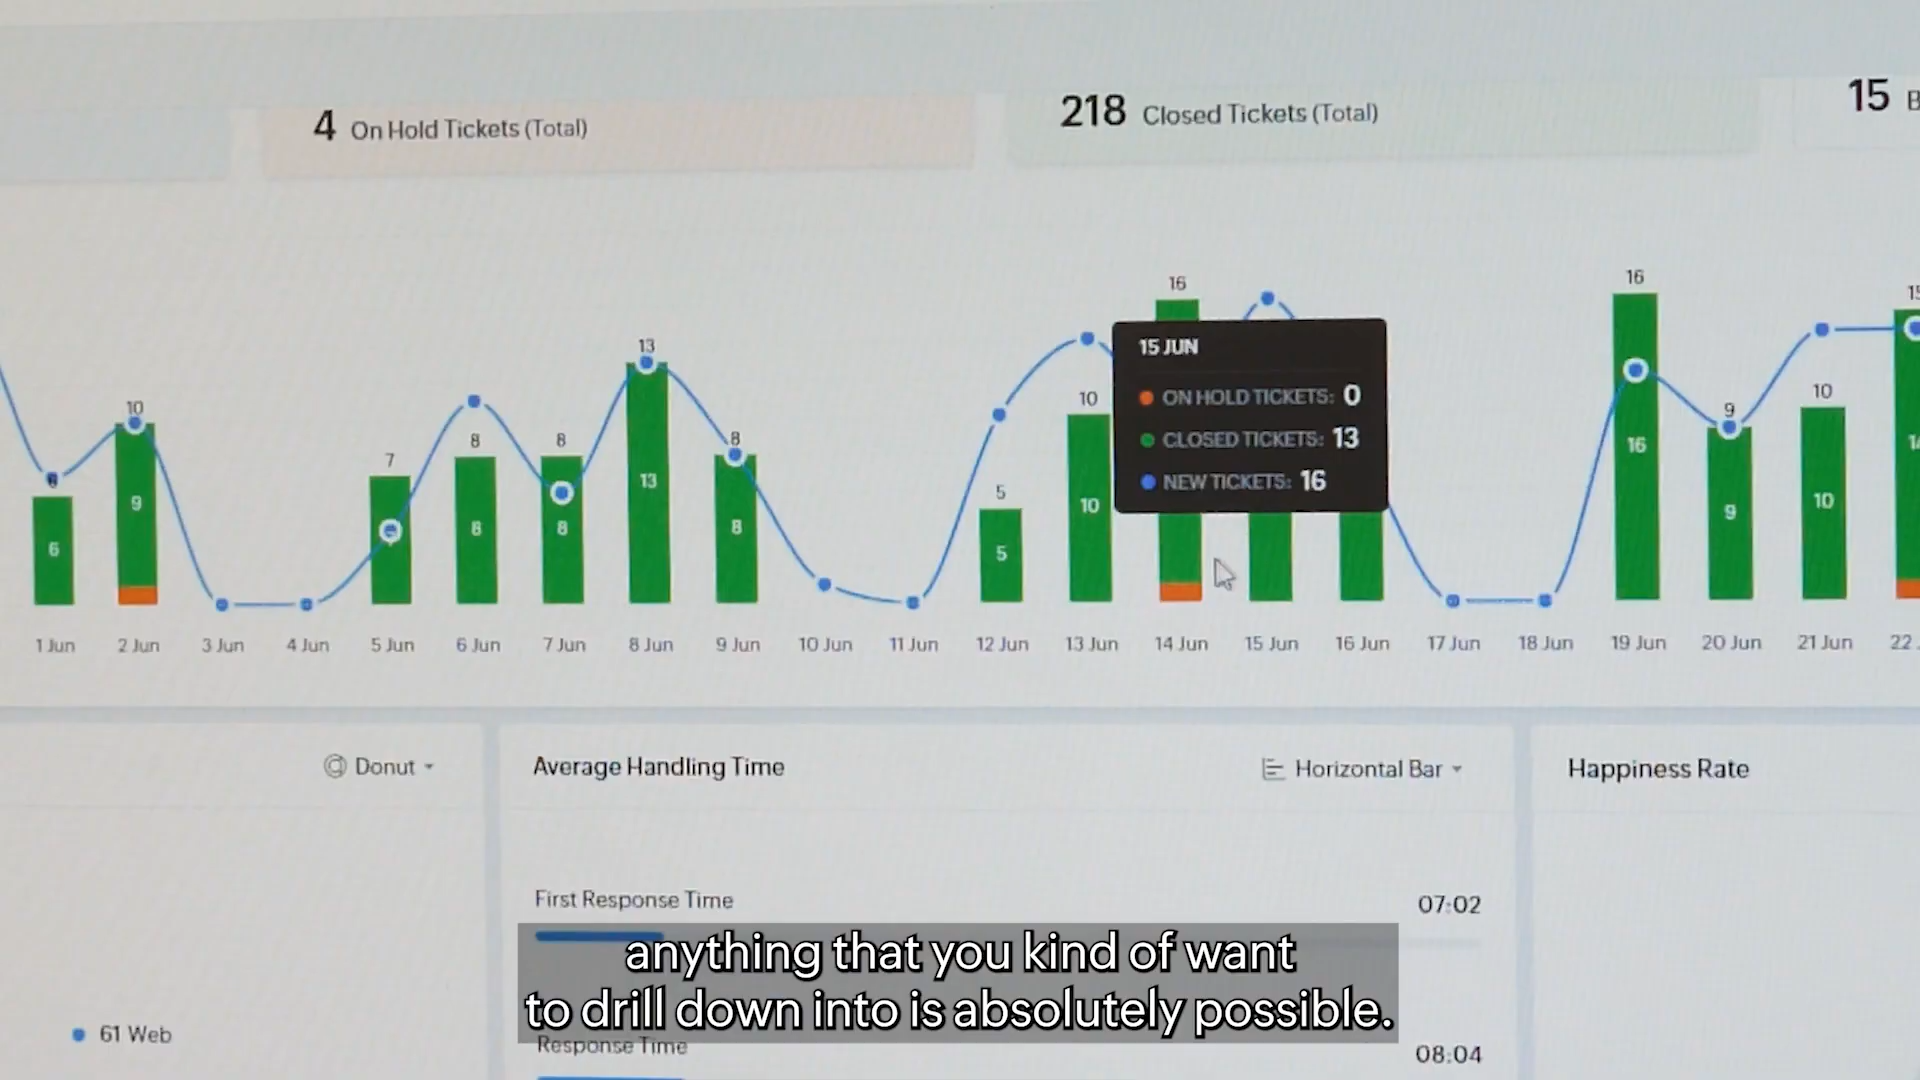 4 On Hold Tickets (Total)
218 Closed Tickets (Total)
15
16
16
13
10
8
8
7
8
10
5
9
10
15 JUN
ON HOLD TICKETS: 0
CLOSED TICKETS: 13
NEW TICKETS: 16
6
9
8
8
13
8
5
10
16
9
10
1 Jun
2 Jun
3 Jun
4 Jun
5 Jun
6 Jun
7 Jun
8 Jun
9 Jun
10 Jun
11 Jun
12 Jun
13 Jun
14 Jun
15 Jun
16 Jun
17 Jun
18 Jun
19 Jun
20 Jun
21 Jun
22
Donut
Average Handling Time
Horizontal Bar
Happiness Rate
First Response Time
07:02
anything that you kind of want
to drill down into is absolutely possible.
61 Web
Response Time
08:04